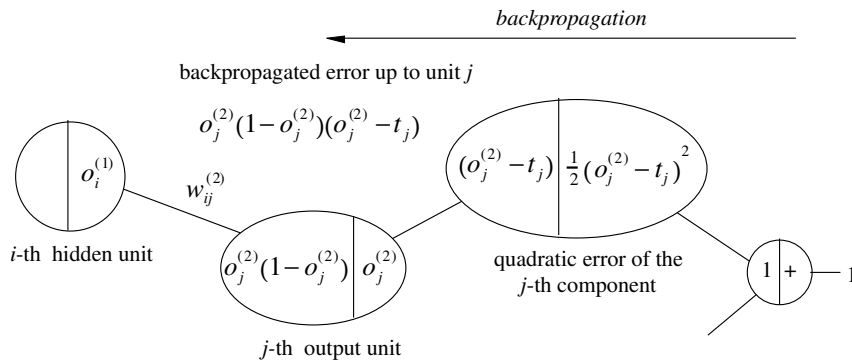 backpropagation
backpropagated error up to unit j
o_j^{(2)}(1−o_j^{(2)})(o_j^{(2)}−t_j)
(o_j^{(2)}−t_j) ½(o_j^{(2)}−t_j)^2
o_i^{(1)}
w_{ij}^{(2)}
i-th hidden unit
o_j^{(2)}(1−o_j^{(2)}) o_j^{(2)}
quadratic error of the
j-th component
1 + 1
j-th output unit